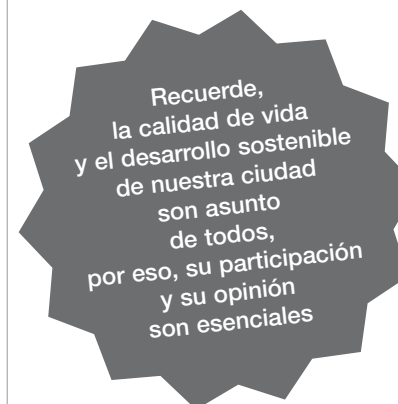 Recuerde,
la calidad de vida
y el desarrollo sostenible
de nuestra ciudad
son asunto
de todos,
por eso, su participación
y su opinión
son esenciales